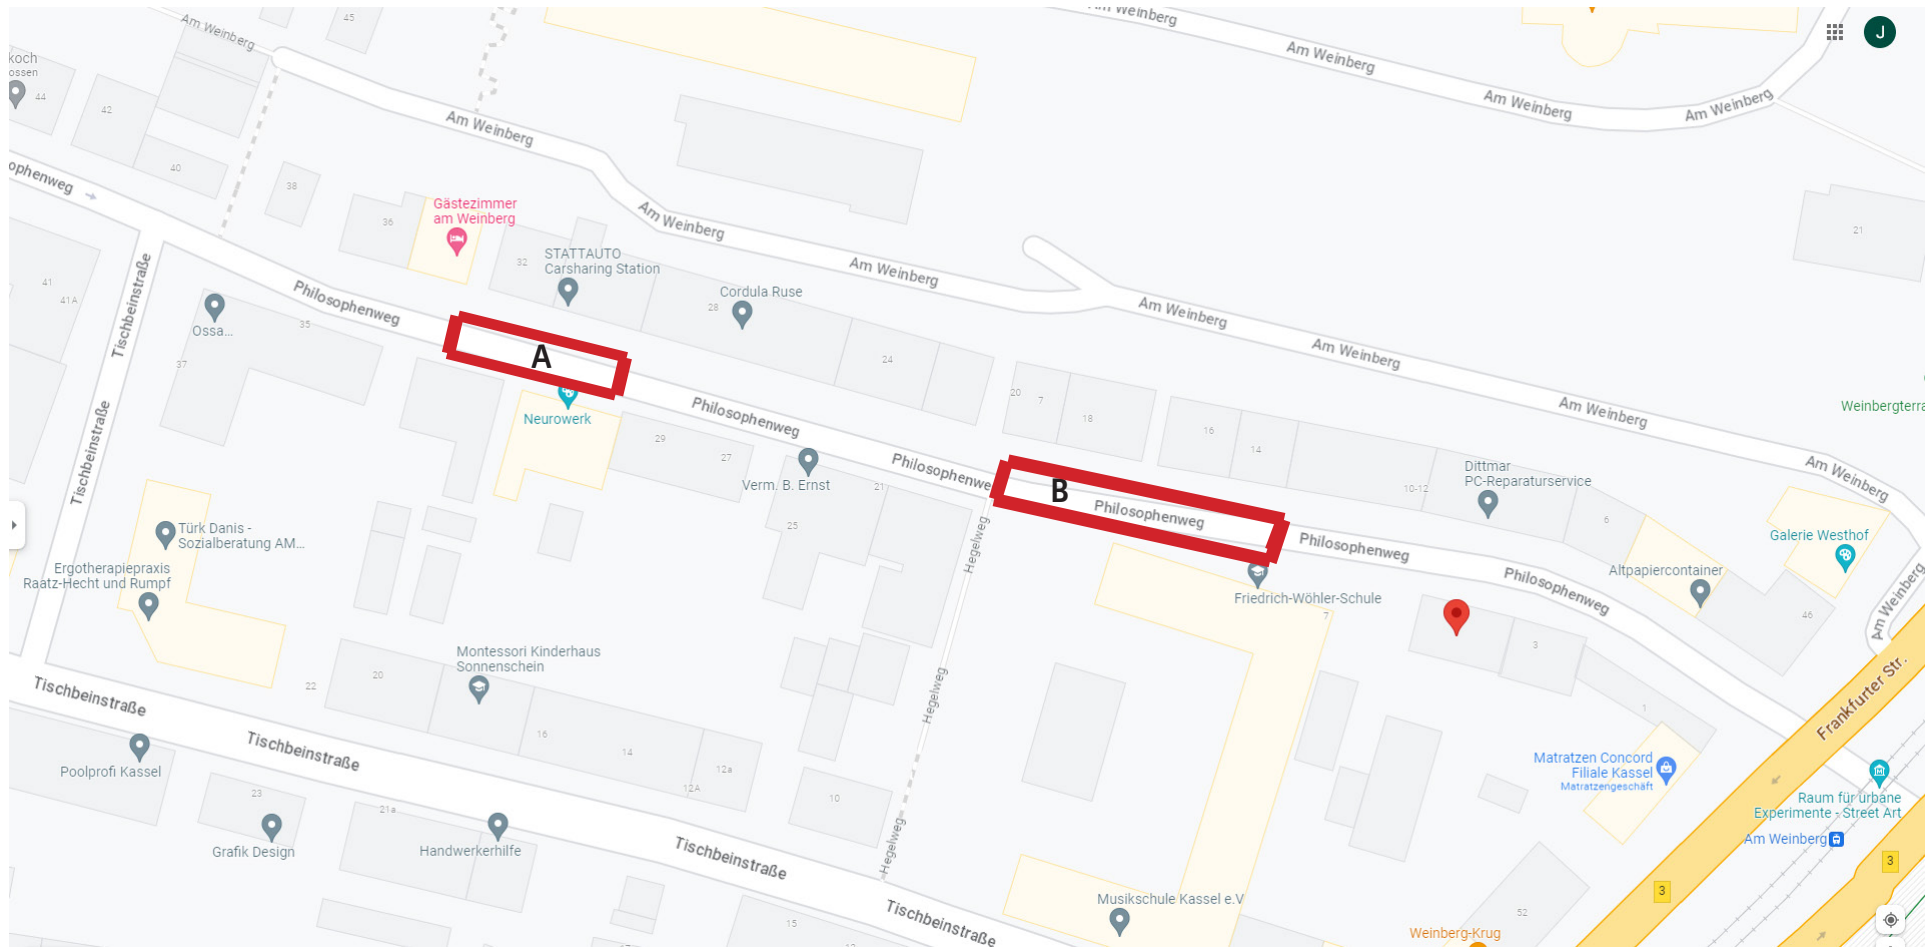 Am Weinberg
45
Am Weinberg
J
koch
ossen
44
42
40
38
Am Weinberg
Am Weinberg
Am Weinberg
Am Weinberg
ophenweg
36
Gästezimmer
am Weinberg
32
STATTAUTO
Carsharing Station
Am Weinberg
Am Weinberg
21
41
41A
Tischbeinstraße
Ossa...
35
37
Philosophenweg
Cordula Ruse
28
24
Am Weinberg
Am Weinberg
Am Weinberg
Am Weinberg
Weinbergterra
A
Neurowerk
29
27
Philosophenweg
Verm. B. Ernst
25
21
Philosophenwe
20
7
18
16
14
10-12
B
Philosophenweg
Philosophenweg
Philosophenweg
Dittmar
PC-Reparaturservice
6
Altpapiercontainer
Galerie Westhof
46
Am Weinberg
Tischbeinstraße
Türk Danis -
Sozialberatung AM...
Ergotherapiepraxis
Raatz-Hecht und Rumpf
Hegelweg
Hegelweg
Hegelweg
Friedrich-Wöhler-Schule
7
3
1
Frankfurter Str.
Montessori Kinderhaus
Sonnenschein
22
20
16
14
12a
12A
10
Tischbeinstraße
Tischbeinstraße
Tischbeinstraße
Tischbeinstraße
Poolprofi Kassel
23
Grafik Design
21a
Handwerkerhilfe
15
Musikschule Kassel e.V
Matratzen Concord
Filiale Kassel
Matratzengeschäft
Raum für urbane
Experimente - Street Art
Am Weinberg
3
3
52
Weinberg-Krug